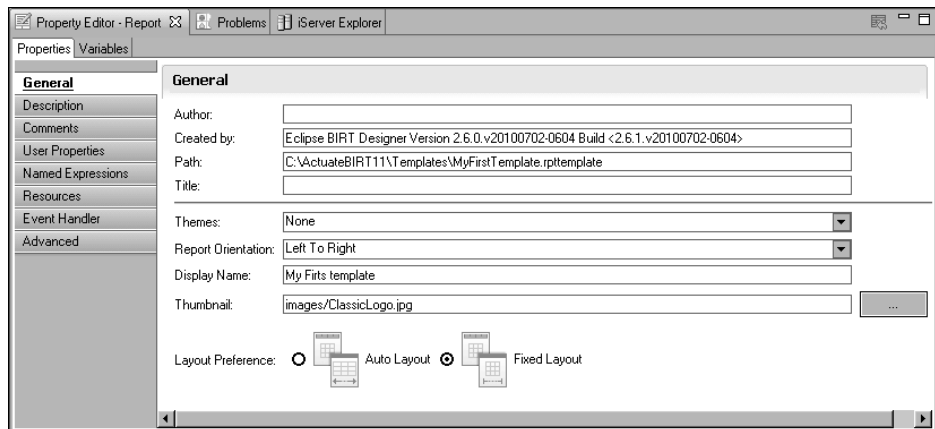 Property Editor - Report Problems iServer Explorer
Properties Variables
General
Description
Comments
User Properties
Named Expressions
Resources
Event Handler
Advanced
General
Author:
Created by: Eclipse BIRT Designer Version 2.6.0.v20100702-0604 Build <2.6.1.v20100702-0604>
Path: C:\ActuateBIRT11\Templates\MyFirstTemplate.rpttemplate
Title:
Themes: None
Report Orientation: Left To Right
Display Name: My Firts template
Thumbnail: images/ClassicLogo.jpg ...
Layout Preference: Auto Layout Fixed Layout